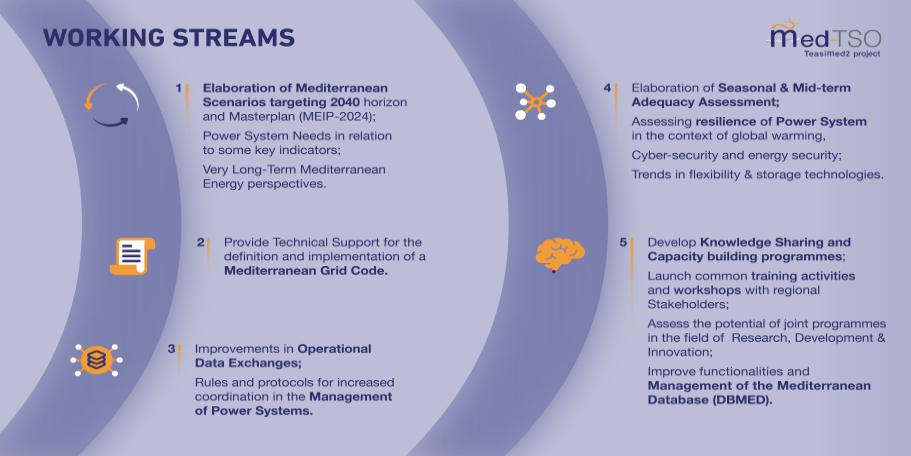 WORKING STREAMS
med-TSO
Teasimed2 project
1
Elaboration of Mediterranean
Scenarios targeting 2040 horizon
and Masterplan (MEIP-2024);
Power System Needs in relation
to some key indicators;
Very Long-Term Mediterranean
Energy perspectives.
2
Provide Technical Support for the
definition and implementation of a
Mediterranean Grid Code.
3
Improvements in Operational
Data Exchanges;
Rules and protocols for increased
coordination in the Management
of Power Systems.
4
Elaboration of Seasonal & Mid-term
Adequacy Assessment;
Assessing resilience of Power System
in the context of global warming,
Cyber-security and energy security;
Trends in flexibility & storage technologies.
5
Develop Knowledge Sharing and
Capacity building programmes;
Launch common training activities
and workshops with regional
Stakeholders;
Assess the potential of joint programmes
in the field of Research, Development &
Innovation;
Improve functionalities and
Management of the Mediterranean
Database (DBMED).